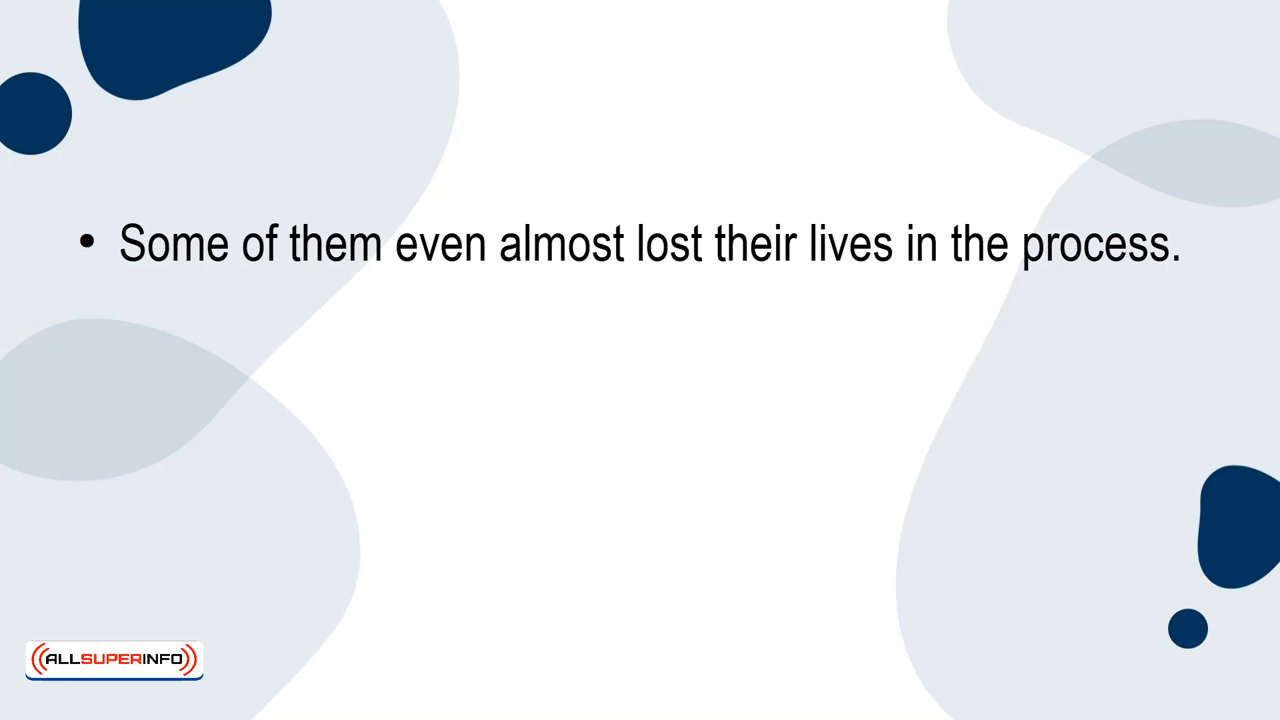 • Some of them even almost lost their lives in the process.
ALLSUPERINFO